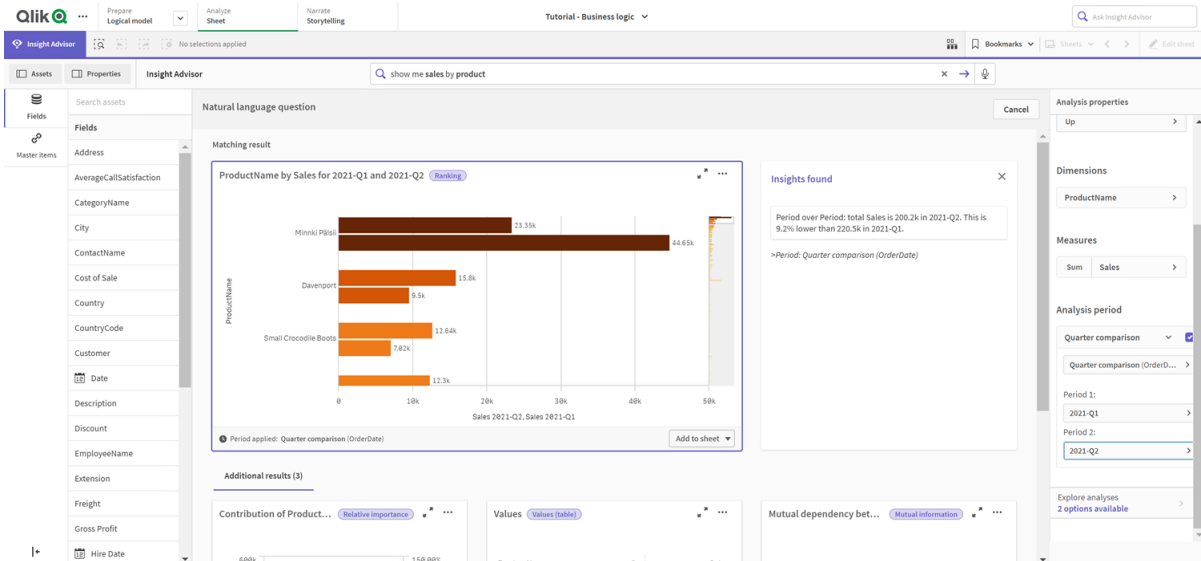 Qlik
Prepare
Logical model
Analyze
Sheet
Narrate
Storytelling
Tutorial - Business logic
Ask Insight Advisor
Insight Advisor
No selections applied
Bookmarks
Sheets
Edit sheet
Assets
Properties
Insight Advisor
show me sales by product
Fields
Master items
Search assets
Fields
Address
AverageCallSatisfaction
CategoryName
City
ContactName
Cost of Sale
Country
CountryCode
Customer
Date
Description
Discount
EmployeeName
Extension
Freight
Gross Profit
Hire Date
Natural language question
Cancel
Matching result
ProductName by Sales for 2021-Q1 and 2021-Q2 Ranking
ProductName
Minnki Pälsii
23.35k
44.65k
Davenport
15.8k
9.5k
Small Crocodile Boots
12.64k
7.02k
12.3k
0 10k 20k 30k 40k 50k
Sales 2021-Q2, Sales 2021-Q1
Period applied: Quarter comparison (OrderDate)
Add to sheet
Insights found
Period over Period: total Sales is 200.2k in 2021-Q2. This is
9.2% lower than 220.5k in 2021-Q1.
>Period: Quarter comparison (OrderDate)
Additional results (3)
Contribution of Product... Relative importance
600k
150.00%
Values Values (table)
Mutual dependency bet... Mutual information
Analysis properties
Up
Dimensions
ProductName
Measures
Sum Sales
Analysis period
Quarter comparison
Quarter comparison (OrderD...
Period 1:
2021-Q1
Period 2:
2021-Q2
Explore analyses
2 options available